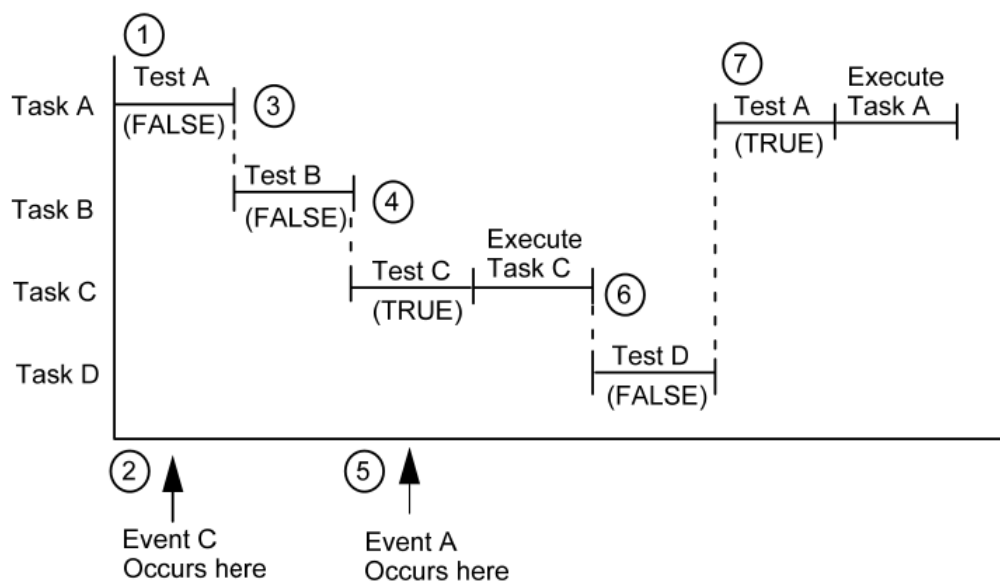 1
Test A
7
Execute
Task A
Task A
3
Test A
(FALSE)
(TRUE)
Test B
Task B
4
(FALSE)
Execute
Test C
Task C
Task C
6
(TRUE)
Test D
Task D
(FALSE)
2
5
Event C
Occurs here
Event A
Occurs here